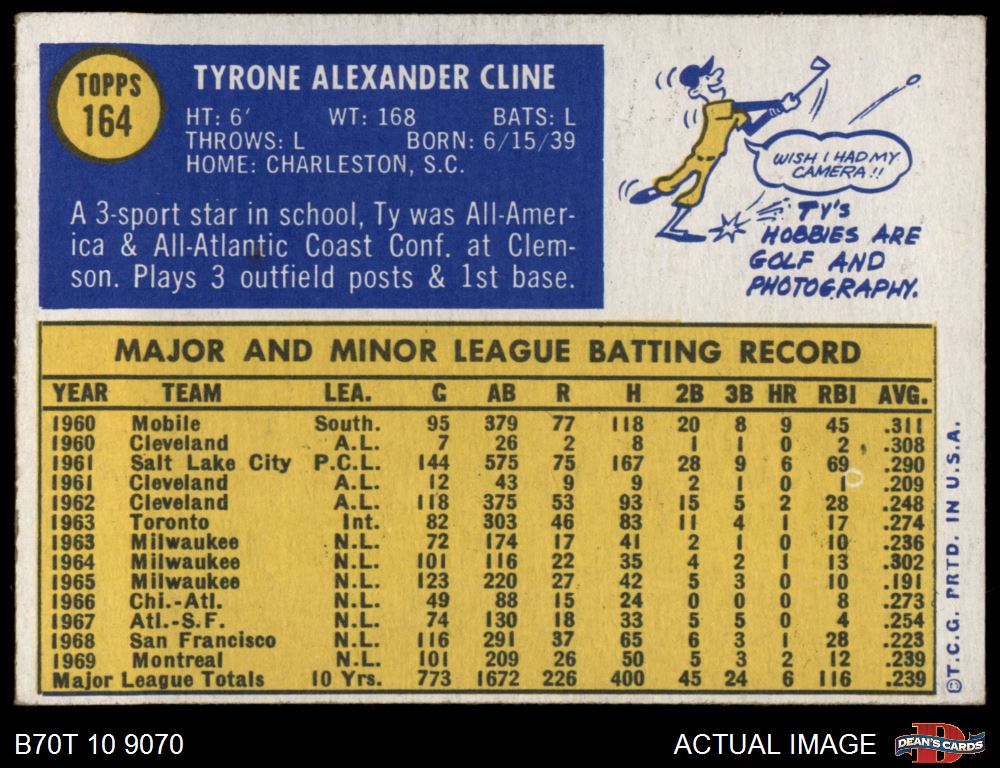 TOPPS
164
TYRONE ALEXANDER CLINE
HT: 6' WT: 168 BATS: L
THROWS: L BORN: 6/15/39
HOME: CHARLESTON, S.C.
A 3-sport star in school, Ty was All-Amer-
ica & All-Atlantic Coast Conf. at Clem-
son. Plays 3 outfield posts & 1st base.
WISH I HAD MY
CAMERA!!
TY'S
HOBBIES ARE
GOLF AND
PHOTOGRAPHY.
MAJOR AND MINOR LEAGUE BATTING RECORD
YEAR TEAM LEA. G AB R H 2B 3B HR RBI AVG.
1960 Mobile South. 95 379 77 118 20 8 9 45 .311
1960 Cleveland A.L. 7 26 2 8 1 1 0 2 .308
1961 Salt Lake City P.C.L. 144 575 75 167 28 9 6 69 .290
1961 Cleveland A.L. 12 43 9 9 2 1 0 1 .209
1962 Cleveland A.L. 118 375 53 93 15 5 2 28 .248
1963 Toronto Int. 82 303 46 83 11 4 1 17 .274
1963 Milwaukee N.L. 72 174 17 41 2 1 0 10 .236
1964 Milwaukee N.L. 101 116 22 35 4 2 1 13 .302
1965 Milwaukee N.L. 123 220 27 42 5 3 0 10 .191
1966 Chi.-Atl. N.L. 49 88 15 24 0 0 0 8 .273
1967 Atl.-S.F. N.L. 74 130 18 33 5 5 0 4 .254
1968 San Francisco N.L. 116 291 37 65 6 3 1 28 .223
1969 Montreal N.L. 101 209 26 50 5 3 2 12 .239
Major League Totals 10 Yrs. 773 1672 226 400 45 24 6 116 .239
©T.C.G. PRTD. IN U.S.A.
B70T 10 9070
ACTUAL IMAGE
D
DEAN'S CARDS